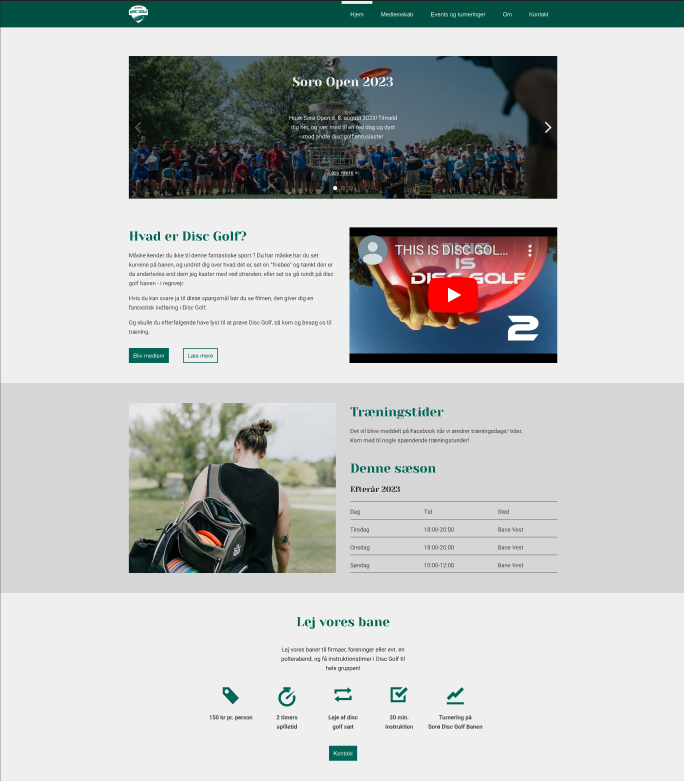 DISC GOLF
Hjem Medlemskab Events og turneringer Om Kontakt
Sorø Open 2023
Husk Sorø Open d. 6. august 2023! Tilmeld
dig her, og vær med til en fed dag og dyst
mod andre disc golf entusiaster
Læs mere
Hvad er Disc Golf?
Måske kender du ikke til denne fantastiske sport ? Du har måske har du set
kurvene på banen, og undret dig over hvad det er, set en "frisbee" og tænkt den er
da anderledes end dem jeg kaster med ved stranden, eller set os gå rundt på disc
golf banen - i regnvejr.
Hvis du kan svare ja til disse spørgsmål bør du se filmen, den giver dig en
fantastisk indføring i Disc Golf.
Og skulle du efterfølgende have lyst til at prøve Disc Golf, så kom og besøg os til
træning.
Bliv medlem Læs mere
THIS IS DISC GOL...
IS
DISC GOLF
2
Træningstider
Det vil blive meddelt på Facebook når vi ændrer træningsdage/ tider.
Kom med til nogle spændende træningsrunder!
Denne sæson
Efterår 2023
Dag Tid Sted
Tirsdag 18:00-20:00 Bane Vest
Onsdag 18:00-20:00 Bane Vest
Søndag 10:00-12:00 Bane Vest
Lej vores bane
Lej vores baner til firmaer, foreninger eller evt. en
polterabend, og få instruktionstimer i Disc Golf til
hele gruppen!
150 kr pr. person
2 timers
spilletid
Leje af disc
golf sæt
30 min.
instruktion
Turnering på
Sorø Disc Golf Banen
Kontakt